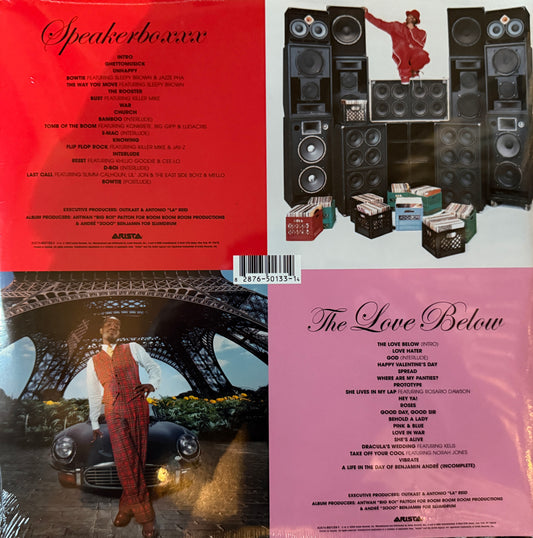 Speakerboxxx
INTRO
GHETTOMUSICK
UNHAPPY
BOWTIE FEATURING SLEEPY BROWN & JAZZE PHA
THE WAY YOU MOVE FEATURING SLEEPY BROWN
THE ROOSTER
BUST FEATURING KILLER MIKE
WAR
CHURCH
BAMBOO (INTERLUDE)
TOMB OF THE BOOM FEATURING KONKRETE, BIG GIPP & LUDACRIS
E-MAC (INTERLUDE)
KNOWING
FLIP FLOP ROCK FEATURING KILLER MIKE & JAY-Z
INTERLUDE
RESET FEATURING KHUJO GOODIE & CEE-LO
D-BOI (INTERLUDE)
LAST CALL FEATURING SLIMM CALHOUN, LIL' JON & THE EAST SIDE BOYZ & MELLO
BOWTIE (POSTLUDE)
EXECUTIVE PRODUCERS: OUTKAST & ANTONIO "LA" REID
ALBUM PRODUCERS: ANTWAN "BIG BOI" PATTON FOR BOOM BOOM ROOM PRODUCTIONS
& ANDRÉ "3000" BENJAMIN FOR SLUMDRUM
ARISTA
8 2876-50133-1 4
The Love Below
THE LOVE BELOW (INTRO)
LOVE HATER
GOD (INTERLUDE)
HAPPY VALENTINE'S DAY
SPREAD
WHERE ARE MY PANTIES?
PROTOTYPE
SHE LIVES IN MY LAP FEATURING ROSARIO DAWSON
HEY YA!
ROSES
GOOD DAY, GOOD SIR
BEHOLD A LADY
PINK & BLUE
LOVE IN WAR
SHE'S ALIVE
DRACULA'S WEDDING FEATURING KELIS
TAKE OFF YOUR COOL FEATURING NORAH JONES
VIBRATE
A LIFE IN THE DAY OF BENJAMIN ANDRÉ (INCOMPLETE)
EXECUTIVE PRODUCERS: OUTKAST & ANTONIO "LA" REID
ALBUM PRODUCERS: ANTWAN "BIG BOI" PATTON FOR BOOM BOOM ROOM PRODUCTIONS
& ANDRÉ "3000" BENJAMIN FOR SLUMDRUM
ARISTA